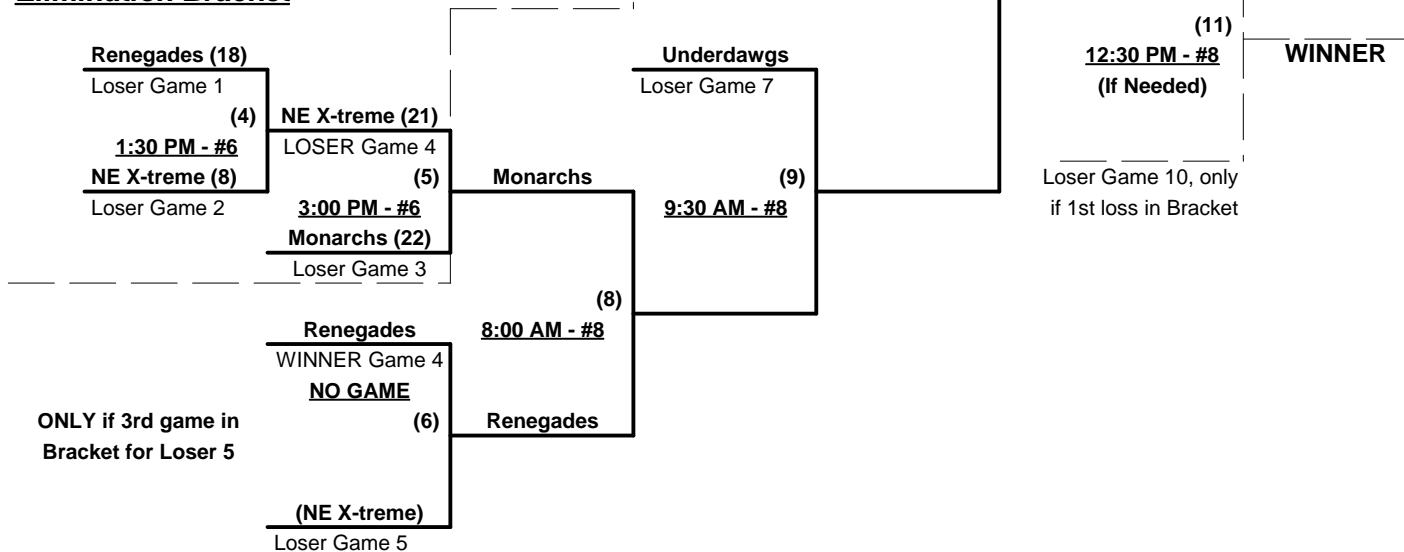 Elimination Bracket
(11)
Renegades (18)
Underdawgs
12:30 PM - #8
WINNER
Loser Game 1
Loser Game 7
(If Needed)
(4)
NE X-treme (21)
1:30 PM - #6
LOSER Game 4
NE X-treme (8)
(5)
Monarchs
(9)
Loser Game 10, only
Loser Game 2
3:00 PM - #6
9:30 AM - #8
if 1st loss in Bracket
Monarchs (22)
Loser Game 3
(8)
Renegades
8:00 AM - #8
WINNER Game 4
NO GAME
ONLY if 3rd game in
(6)
Renegades
Bracket for Loser 5
(NE X-treme)
Loser Game 5